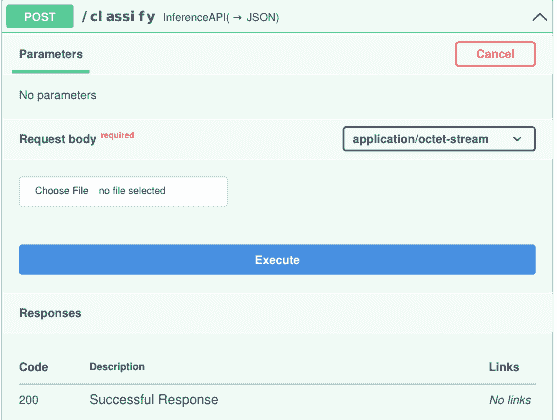 POST /classify InferenceAPI( → JSON)
Parameters Cancel
No parameters
Request body required application/octet-stream
Choose File no file selected
Execute
Responses
Code Description Links
200 Successful Response No links